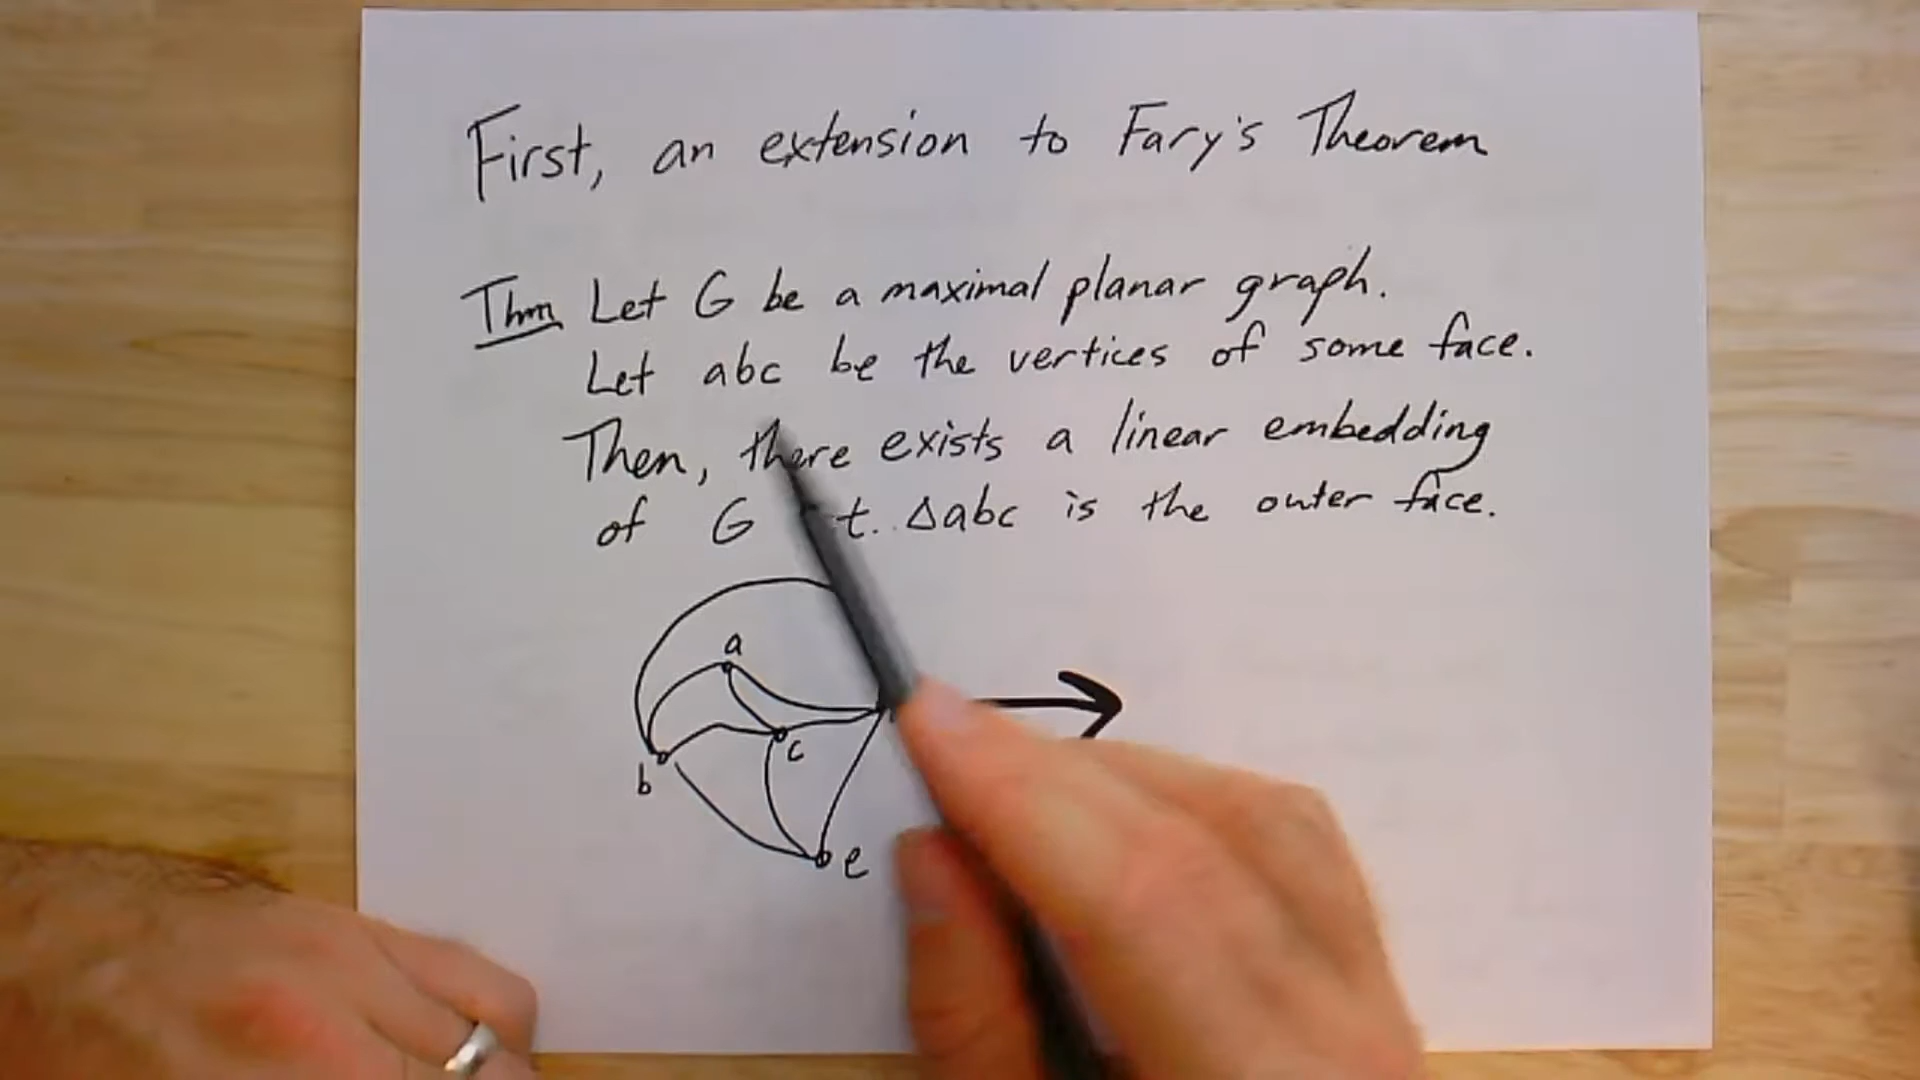 First, an extension to Fary's Theorem
Thm Let G be a maximal planar graph.
Let abc be the vertices of some face.
Then, there exists a linear embedding
of G t. Δabc is the outer face.
a
c
b
e